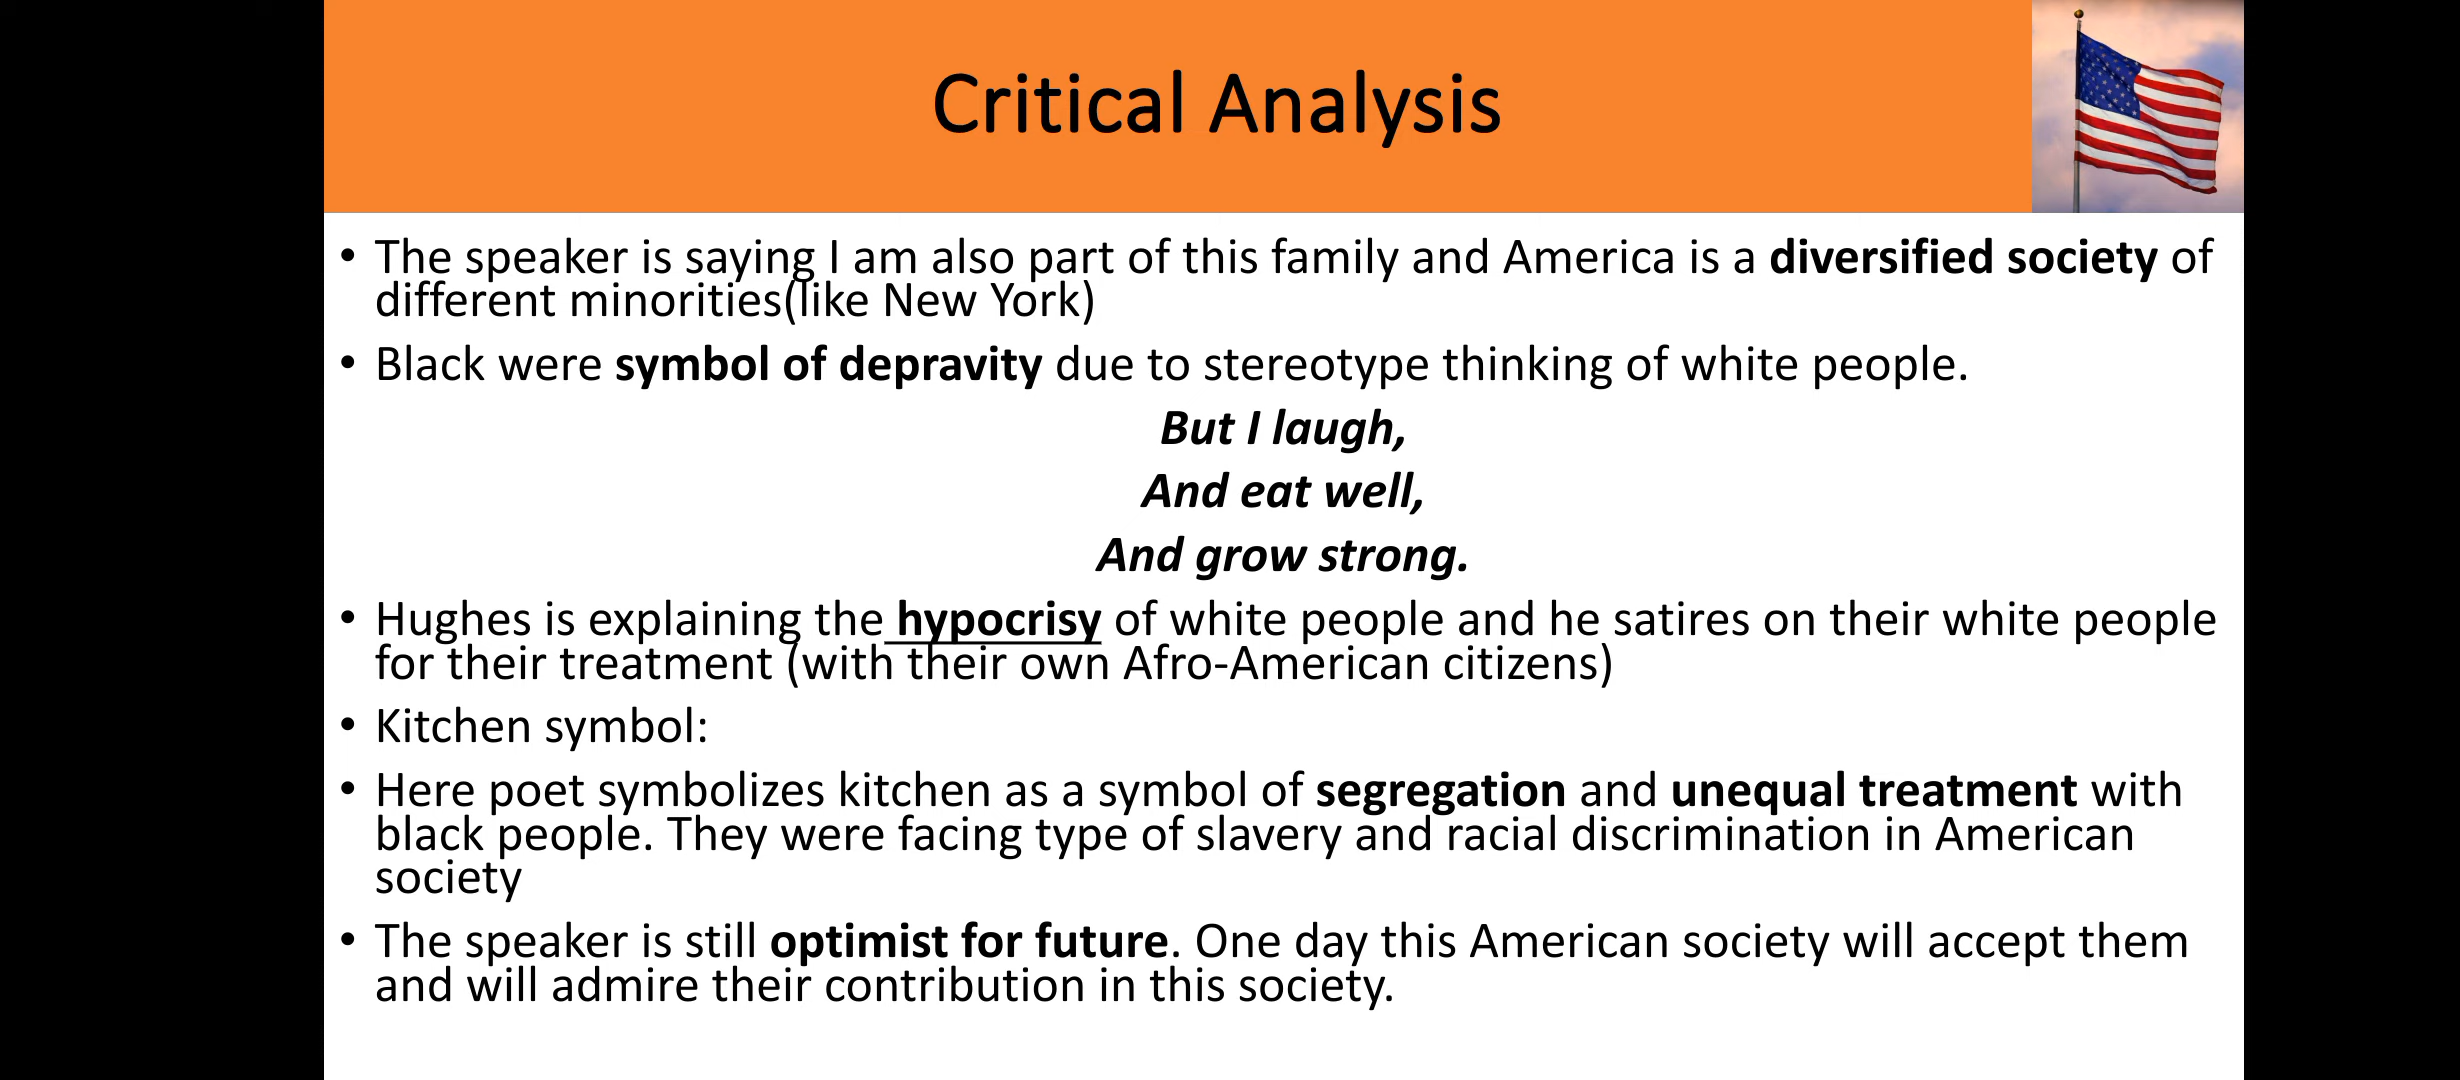 Critical Analysis
• The speaker is saying I am also part of this family and America is a diversified society of
different minorities(like New York)
• Black were symbol of depravity due to stereotype thinking of white people.
But I laugh,
And eat well,
And grow strong.
• Hughes is explaining the hypocrisy of white people and he satires on their white people
for their treatment (with their own Afro-American citizens)
• Kitchen symbol:
• Here poet symbolizes kitchen as a symbol of segregation and unequal treatment with
black people. They were facing type of slavery and racial discrimination in American
society
• The speaker is still optimist for future. One day this American society will accept them
and will admire their contribution in this society.